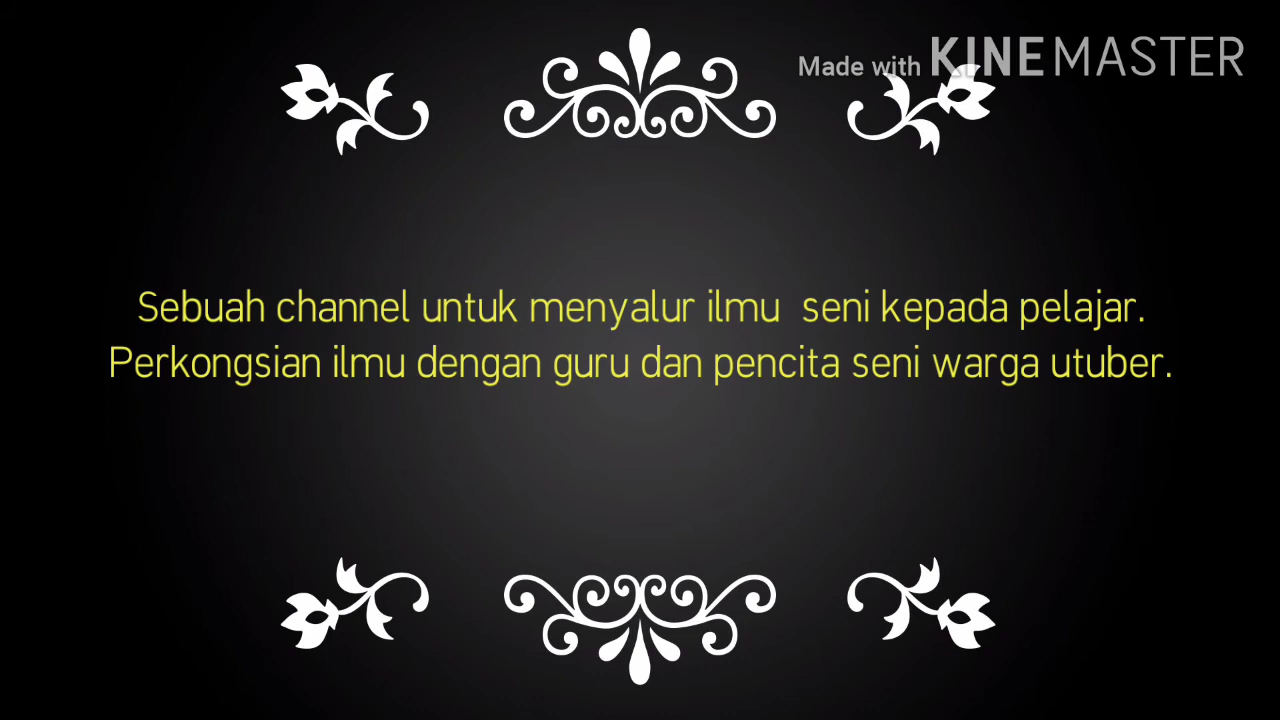 Made with KINEMASTER
Sebuah channel untuk menyalur ilmu  seni kepada pelajar.
Perkongsian ilmu dengan guru dan pencita seni warga utuber.